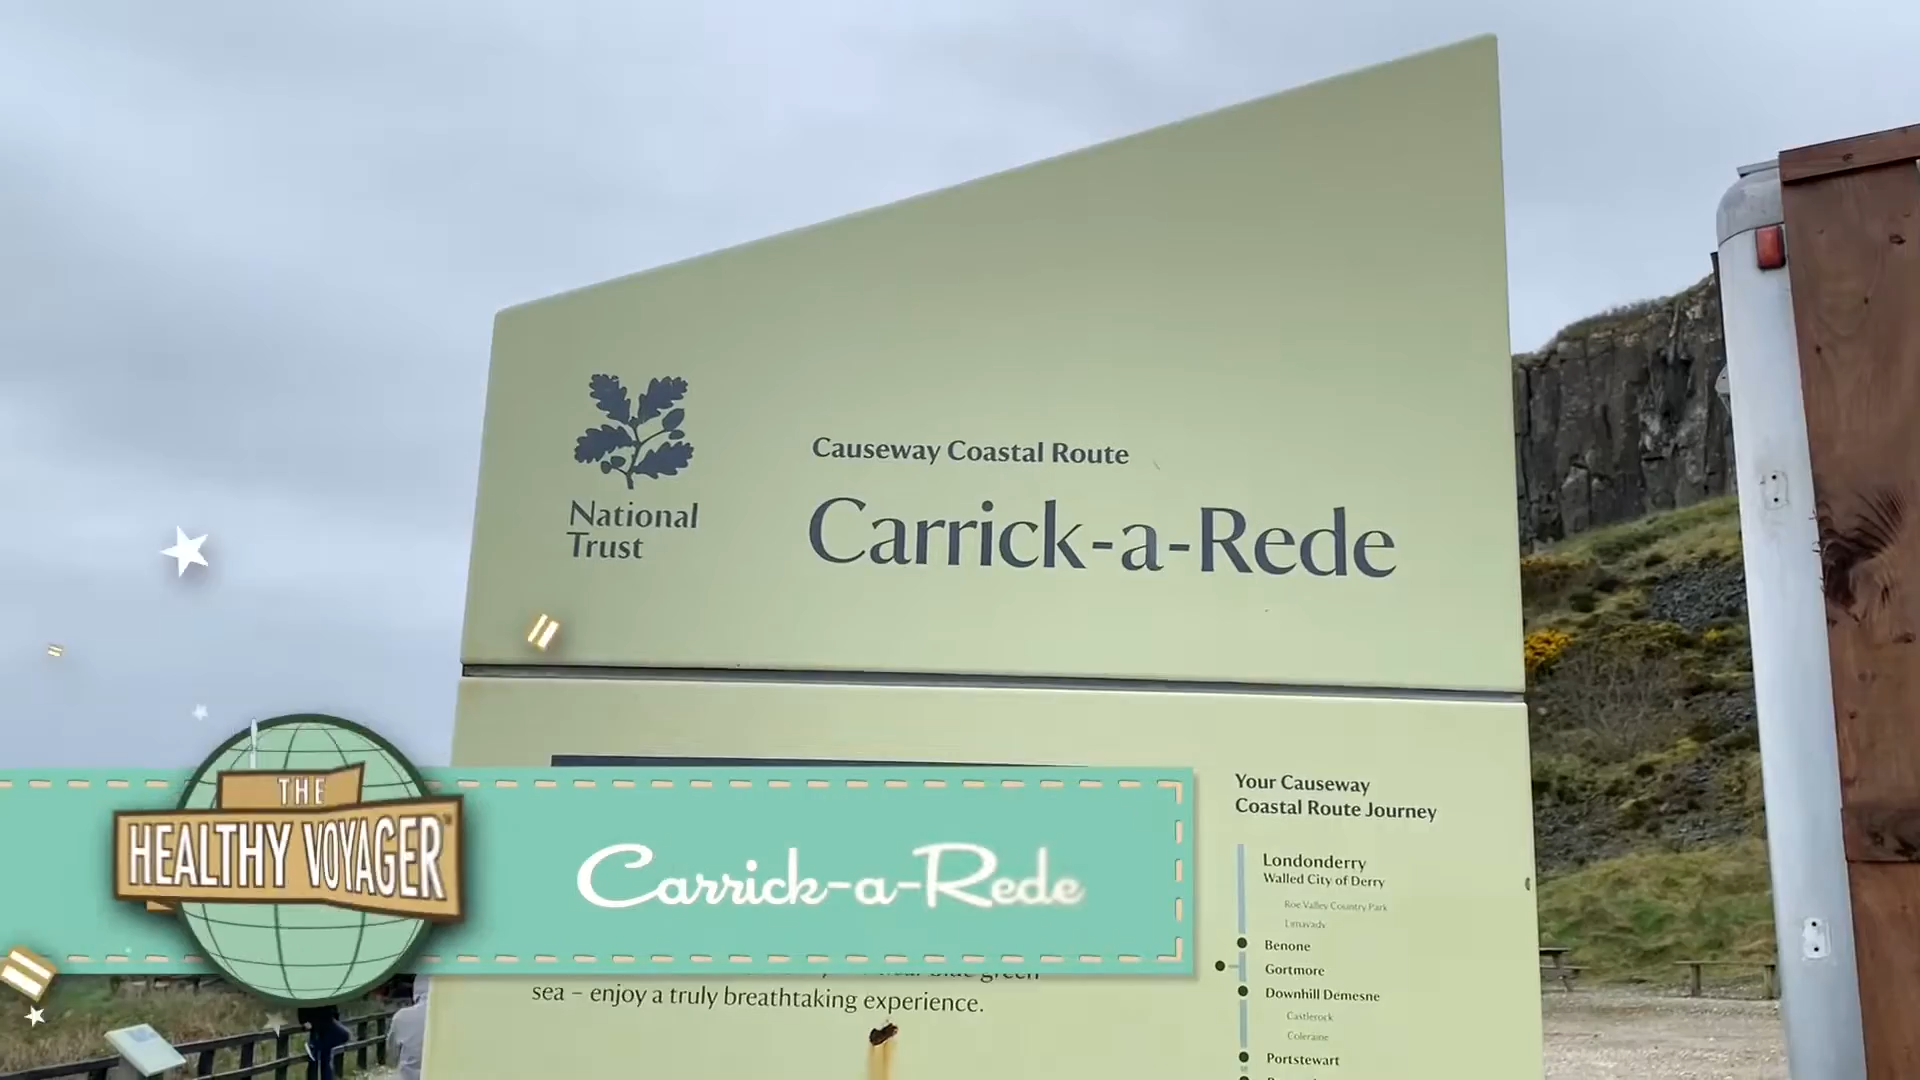 National
Trust
Causeway Coastal Route
Carrick-a-Rede
THE
HEALTHY VOYAGER
Carrick-a-Rede
blue green
sea – enjoy a truly breathtaking experience.
Your Causeway
Coastal Route Journey
Londonderry
Walled City of Derry
Roe Valley Country Park
Limavady
Benone
Gortmore
Downhill Demesne
Castlerock
Coleraine
Portstewart